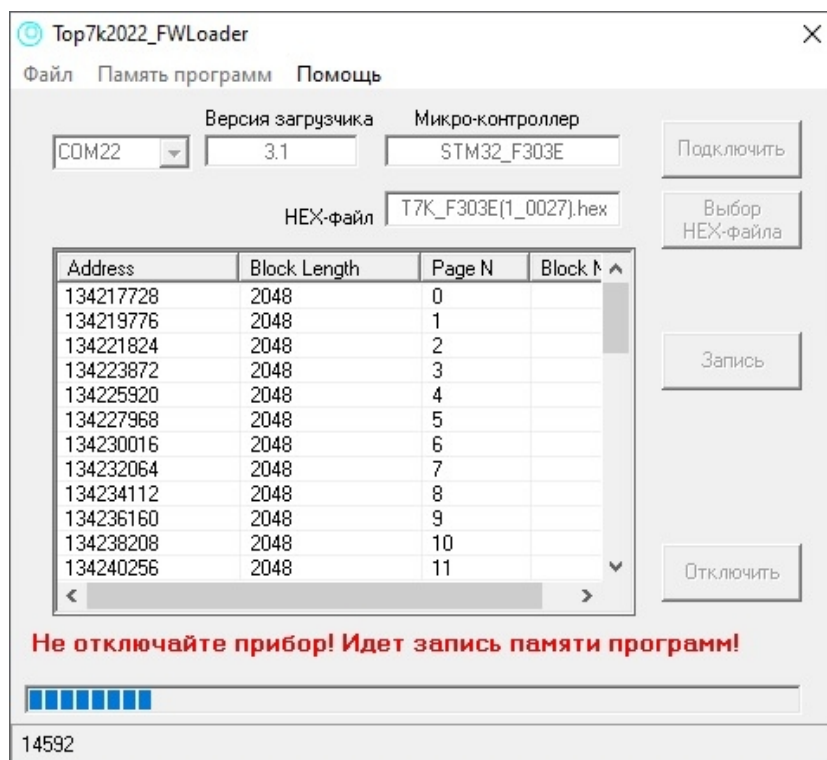 Top7k2022_FWLoader
Файл Память программ Помощь
Версия загрузчика Микро-контроллер
COM22 3.1 STM32_F303E Подключить
HEX-файл T7K_F303E(1_0027).hex Выбор
HEX-файла
Address Block Length Page N Block N
134217728 2048 0
134219776 2048 1
134221824 2048 2
134223872 2048 3
134225920 2048 4
134227968 2048 5
134230016 2048 6
134232064 2048 7
134234112 2048 8
134236160 2048 9
134238208 2048 10
134240256 2048 11
Запись
Отключить
Не отключайте прибор! Идет запись памяти программ!
14592